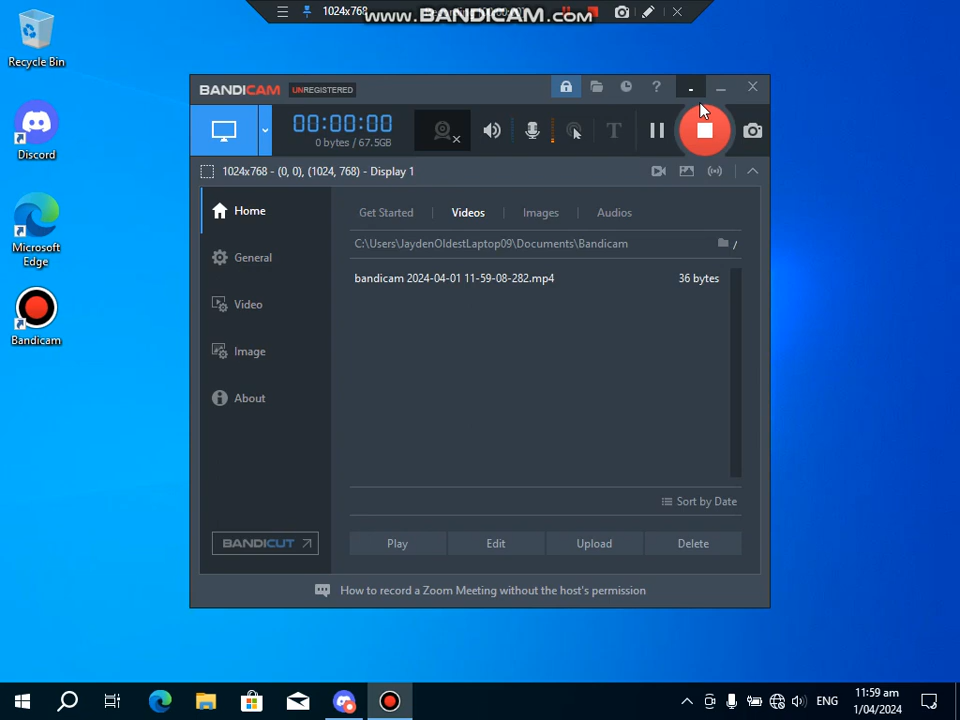 1024x768
www.BANDICAM.com
Recycle Bin
BANDICAM UNREGISTERED
?
00:00:00
0 bytes / 67.5GB
T
Discord
1024x768 - (0, 0), (1024, 768) - Display 1
Home
Get Started
Videos
Images
Audios
C:\Users\JaydenOldestLaptop09\Documents\Bandicam
/
Microsoft
Edge
General
bandicam 2024-04-01 11-59-08-282.mp4
36 bytes
Video
Bandicam
Image
About
Sort by Date
BANDICUT
Play
Edit
Upload
Delete
How to record a Zoom Meeting without the host's permission
ENG
11:59 am
1/04/2024